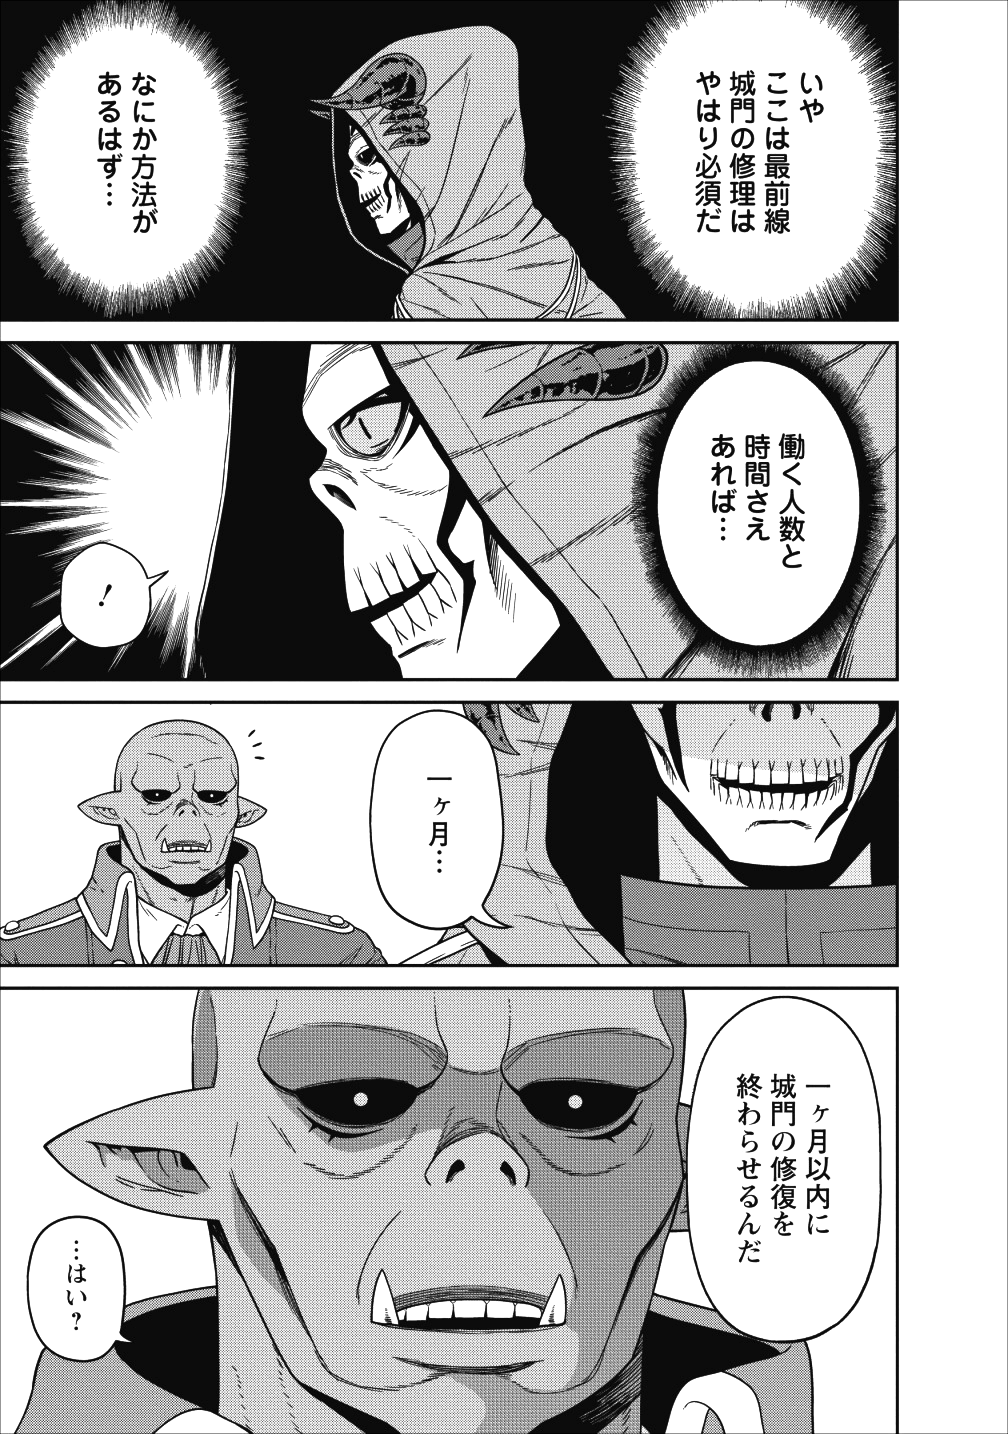 いや
ここは最前線
城門の修理は
やはり必須だ
なにか方法が
あるはず…
働く人数と
時間さえ
あれば…
！
一ヶ月…
一ヶ月以内に
城門の修復を
終わらせるんだ
…はい？